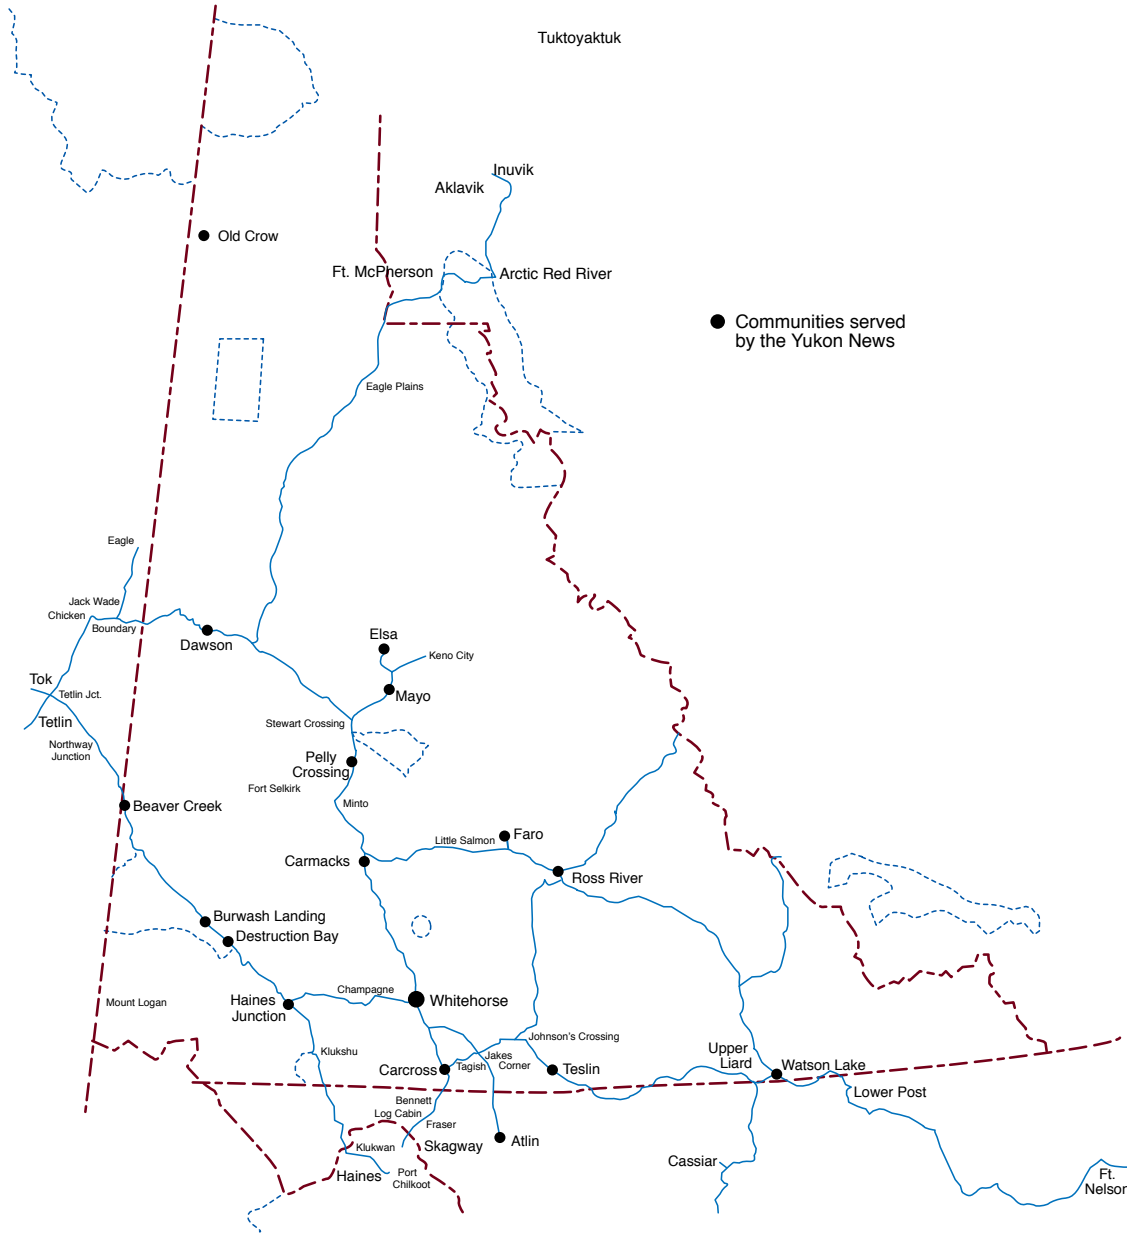 Tuktoyaktuk
Inuvik
Aklavik
Old Crow
Ft. McPherson
Arctic Red River
Communities served
by the Yukon News
Eagle Plains
Eagle
Jack Wade
Chicken
Boundary
Dawson
Elsa
Keno City
Tok
Tetlin Jct.
Mayo
Tetlin
Stewart Crossing
Northway
Junction
Pelly
Crossing
Fort Selkirk
Minto
Beaver Creek
Faro
Little Salmon
Carmacks
Ross River
Burwash Landing
Destruction Bay
Champagne
Mount Logan
Haines
Junction
Whitehorse
Johnson's Crossing
Klukshu
Jakes
Corner
Upper
Liard
Carcross
Tagish
Teslin
Watson Lake
Lower Post
Bennett
Log Cabin
Fraser
Skagway
Atlin
Klukwan
Cassiar
Haines
Port
Chilkoot
Ft.
Nelson